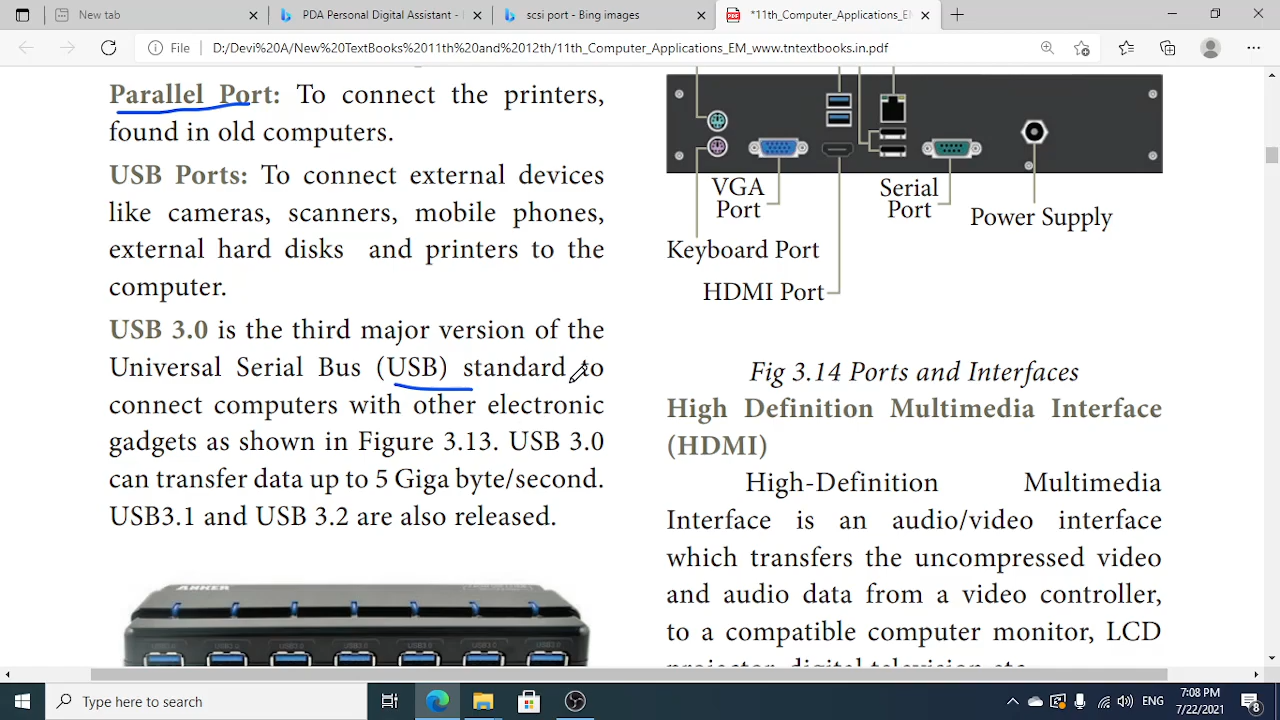 New tab
PDA Personal Digital Assistant -
scsi port - Bing images
*11th_Computer_Applications_EM
File
D:/Devi%20A/New%20TextBooks%2011th%20and%2012th/11th_Computer_Applications_EM_www.tntextbooks.in.pdf
Parallel Port: To connect the printers,
found in old computers.
USB Ports: To connect external devices
like cameras, scanners, mobile phones,
external hard disks and printers to the
computer.
USB 3.0 is the third major version of the
Universal Serial Bus (USB) standard to
connect computers with other electronic
gadgets as shown in Figure 3.13. USB 3.0
can transfer data up to 5 Giga byte/second.
USB3.1 and USB 3.2 are also released.
ANKER
VGA
Port
Serial
Port
Power Supply
Keyboard Port
HDMI Port
Fig 3.14 Ports and Interfaces
High Definition Multimedia Interface
(HDMI)
High-Definition Multimedia
Interface is an audio/video interface
which transfers the uncompressed video
and audio data from a video controller,
to a compatible computer monitor, LCD
projector, digital television etc.
Type here to search
7:08 PM
7/22/2021
8